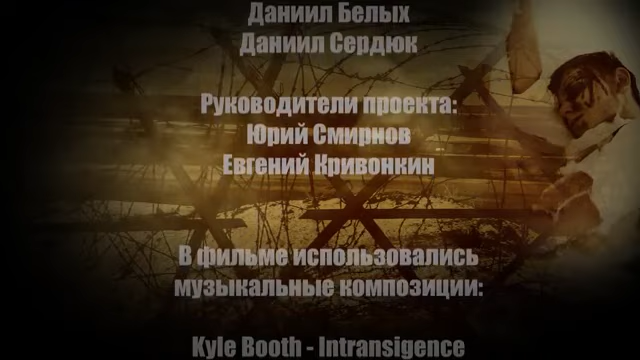 Даниил Белых
Даниил Сердюк
Руководители проекта:
Юрий Смирнов
Евгений Кривонкин
В фильме использовались
музыкальные композиции:
Kyle Booth - Intransigence